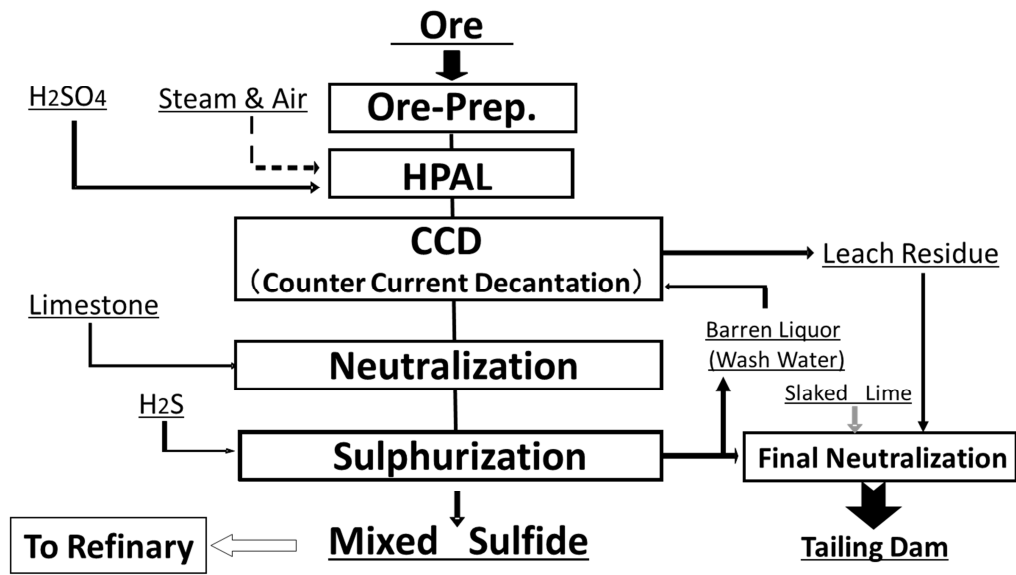 Ore
H2SO4
Steam & Air
Ore-Prep.
HPAL
CCD
（Counter Current Decantation）
Leach Residue
Limestone
Barren Liquor
(Wash Water)
Neutralization
Slaked Lime
H2S
Sulphurization
Final Neutralization
To Refinary
Mixed Sulfide
Tailing Dam